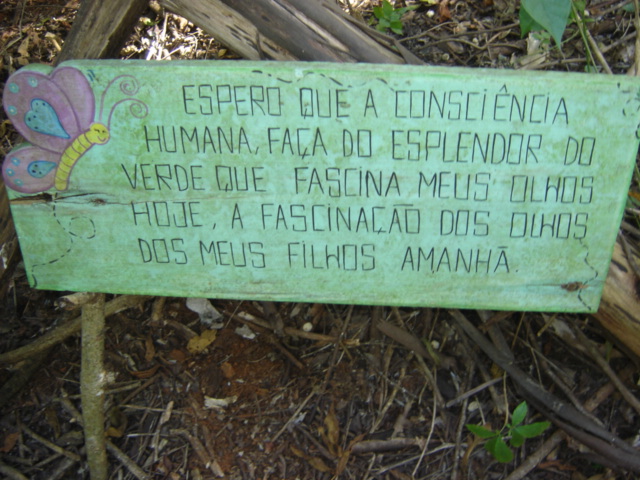 ESPERO QUE A CONSCIÊNCIA
HUMANA, FAÇA DO ESPLENDOR DO
VERDE QUE FASCINA MEUS OLHOS
HOJE, A FASCINAÇÃO DOS OLHOS
DOS MEUS FILHOS AMANHÃ.